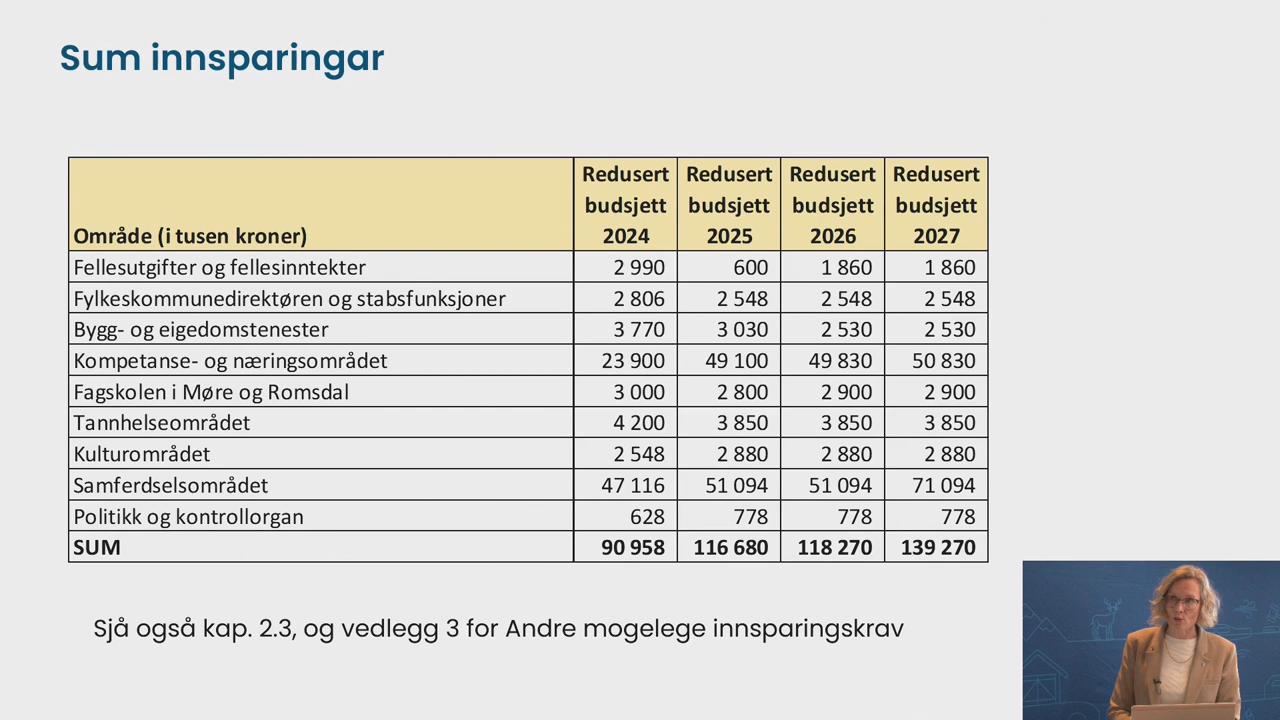 Sum innsparingar
Område (i tusen kroner) Redusert budsjett 2024 Redusert budsjett 2025 Redusert budsjett 2026 Redusert budsjett 2027
Fellesutgifter og fellesinntekter 2 990 600 1 860 1 860
Fylkeskommunedirektøren og stabsfunksjoner 2 806 2 548 2 548 2 548
Bygg- og eigedomstenester 3 770 3 030 2 530 2 530
Kompetanse- og næringsområdet 23 900 49 100 49 830 50 830
Fagskolen i Møre og Romsdal 3 000 2 800 2 900 2 900
Tannhelseområdet 4 200 3 850 3 850 3 850
Kulturområdet 2 548 2 880 2 880 2 880
Samferdselsområdet 47 116 51 094 51 094 71 094
Politikk og kontrollorgan 628 778 778 778
SUM 90 958 116 680 118 270 139 270
Sjå også kap. 2.3, og vedlegg 3 for Andre mogelege innsparingskrav